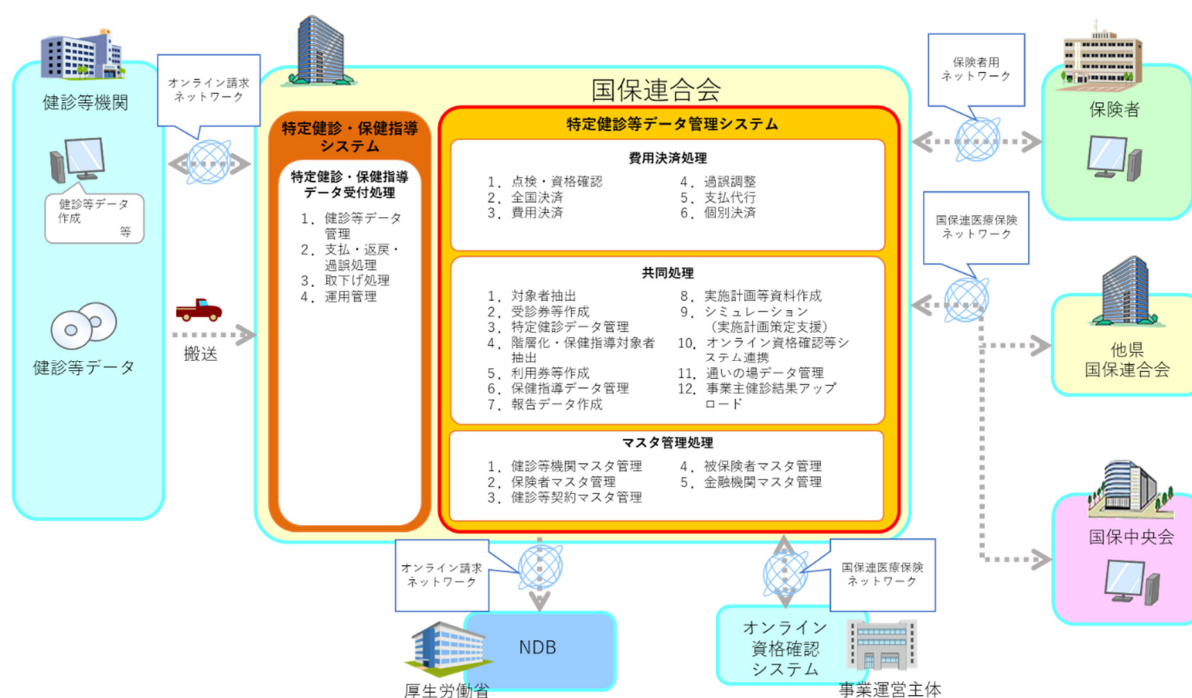 健診等機関
オンライン請求
ネットワーク
健診等データ
作成
等
健診等データ
搬送
国保連合会
特定健診・保健指導
システム
特定健診・保健指導
データ受付処理
1．健診等データ
管理
2．支払・返戻・
過誤処理
3．取下げ処理
4．運用管理
特定健診等データ管理システム
費用決済処理
1．点検・資格確認
2．全国決済
3．費用決済
4．過誤調整
5．支払代行
6．個別決済
共同処理
1．対象者抽出
2．受診券等作成
3．特定健診データ管理
4．階層化・保健指導対象者
抽出
5．利用券等作成
6．保健指導データ管理
7．報告データ作成
8．実施計画等資料作成
9．シミュレーション
（実施計画策定支援）
10．オンライン資格確認等シ
ステム連携
11．通いの場データ管理
12．事業主健診結果アップ
ロード
マスタ管理処理
1．健診等機関マスタ管理
2．保険者マスタ管理
3．健診等契約マスタ管理
4．被保険者マスタ管理
5．金融機関マスタ管理
保険者用
ネットワーク
保険者
国保連医療保険
ネットワーク
他県
国保連合会
国保中央会
オンライン請求
ネットワーク
NDB
厚生労働省
国保連医療保険
ネットワーク
オンライン
資格確認
システム
事業運営主体